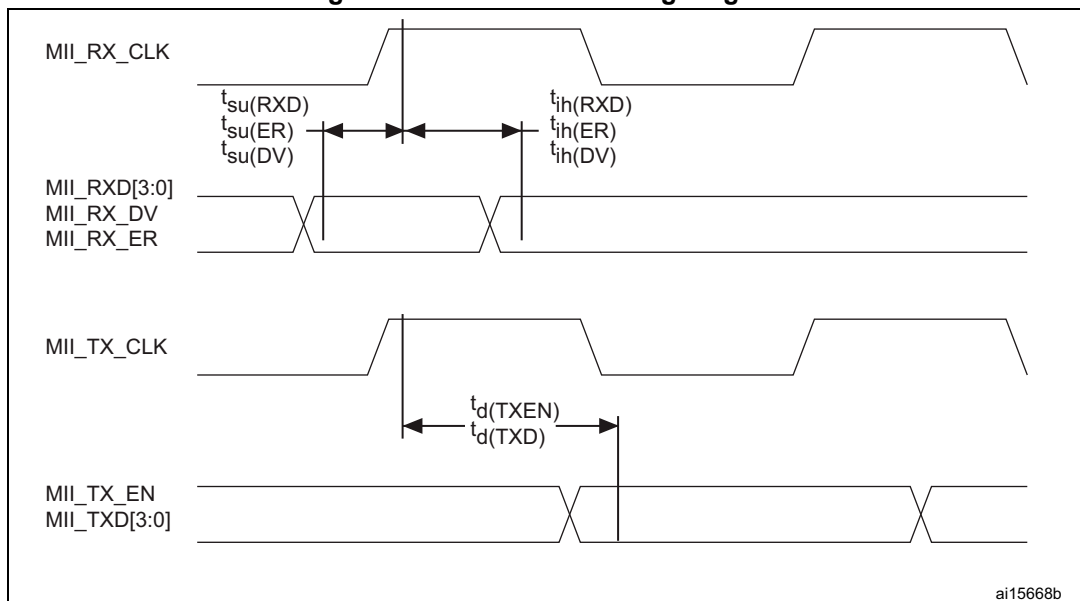 MII_RX_CLK
tsu(RXD)
tsu(ER)
tsu(DV)
tih(RXD)
tih(ER)
tih(DV)
MII_RXD[3:0]
MII_RX_DV
MII_RX_ER
MII_TX_CLK
td(TXEN)
td(TXD)
MII_TX_EN
MII_TXD[3:0]
ai15668b